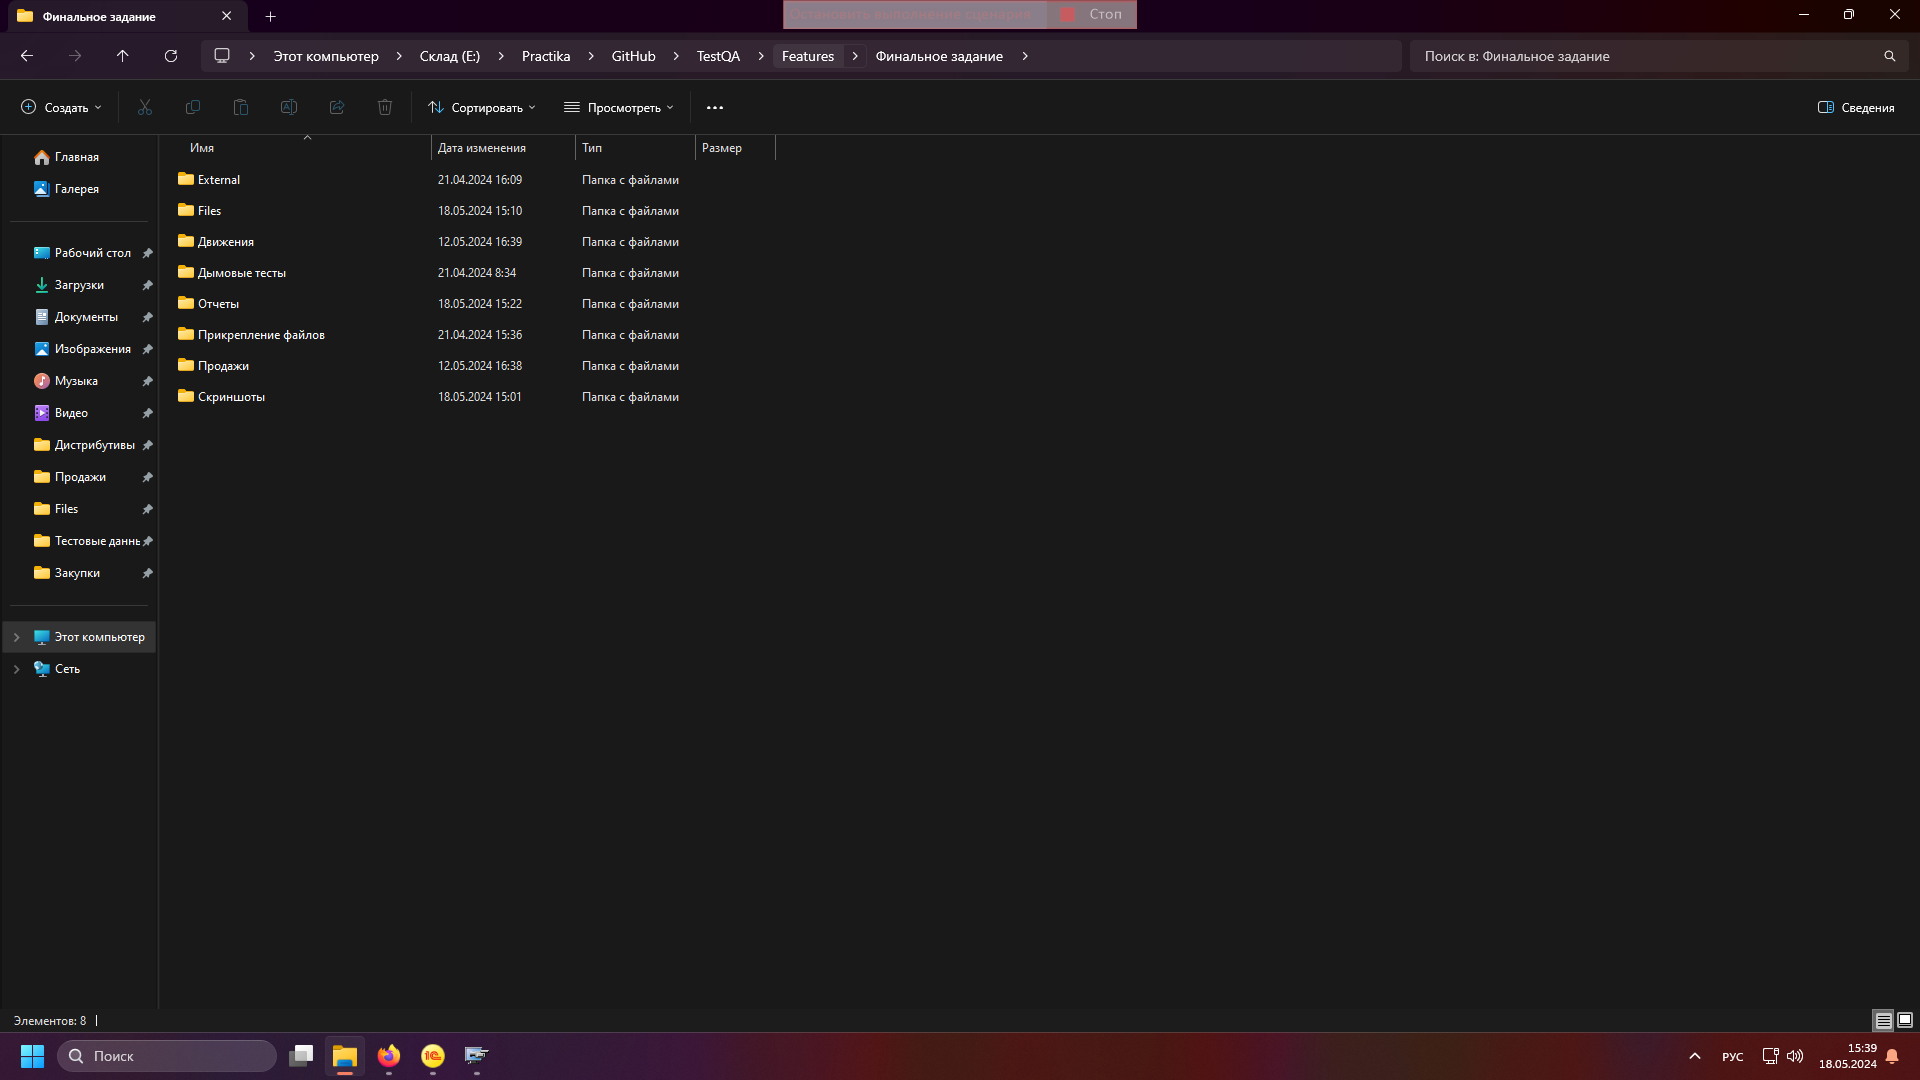 Финальное задание
Остановить выполнение сценария
Стоп
Этот компьютер
Склад (E:)
Practika
GitHub
TestQA
Features
Финальное задание
Поиск в: Финальное задание
Создать
Сортировать
Просмотреть
Сведения
Имя Дата изменения Тип Размер
External 21.04.2024 16:09 Папка с файлами
Files 18.05.2024 15:10 Папка с файлами
Движения 12.05.2024 16:39 Папка с файлами
Дымовые тесты 21.04.2024 8:34 Папка с файлами
Отчеты 18.05.2024 15:22 Папка с файлами
Прикрепление файлов 21.04.2024 15:36 Папка с файлами
Продажи 12.05.2024 16:38 Папка с файлами
Скриншоты 18.05.2024 15:01 Папка с файлами
Главная
Галерея
Рабочий стол
Загрузки
Документы
Изображения
Музыка
Видео
Дистрибутивы
Продажи
Files
Тестовые данны
Закупки
Этот компьютер
Сеть
Элементов: 8
Поиск
1С
РУС
15:39
18.05.2024